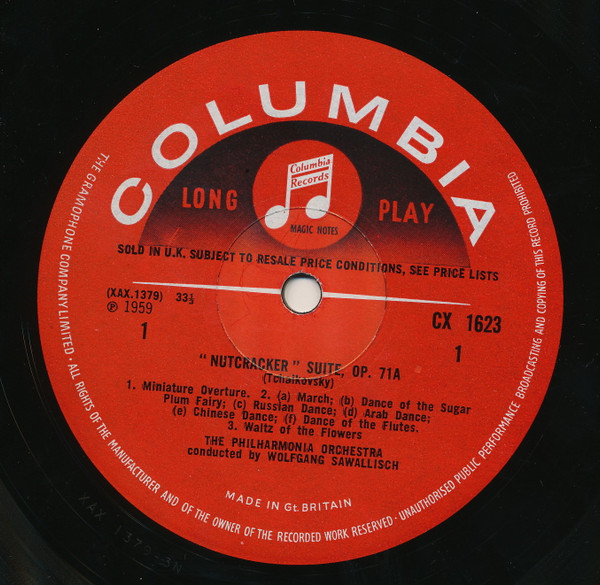 COLUMBIA
Columbia
Records
LONG PLAY
MAGIC NOTES
SOLD IN U.K. SUBJECT TO RESALE PRICE CONDITIONS, SEE PRICE LISTS
(XAX.1379) 33⅓
℗ 1959
CX 1623
1
1
"NUTCRACKER" SUITE, OP. 71A
(Tchaikovsky)
1. Miniature Overture. 2. (a) March; (b) Dance of the Sugar
Plum Fairy; (c) Russian Dance; (d) Arab Dance;
(e) Chinese Dance; (f) Dance of the Flutes.
3. Waltz of the Flowers
THE PHILHARMONIA ORCHESTRA
conducted by WOLFGANG SAWALLISCH
MADE IN Gt. BRITAIN
THE GRAMOPHONE COMPANY LIMITED · ALL RIGHTS OF THE MANUFACTURER AND OF THE OWNER OF THE RECORDED WORK RESERVED · UNAUTHORISED PUBLIC PERFORMANCE BROADCASTING AND COPYING OF THIS RECORD PROHIBITED
XAX 1379-3N